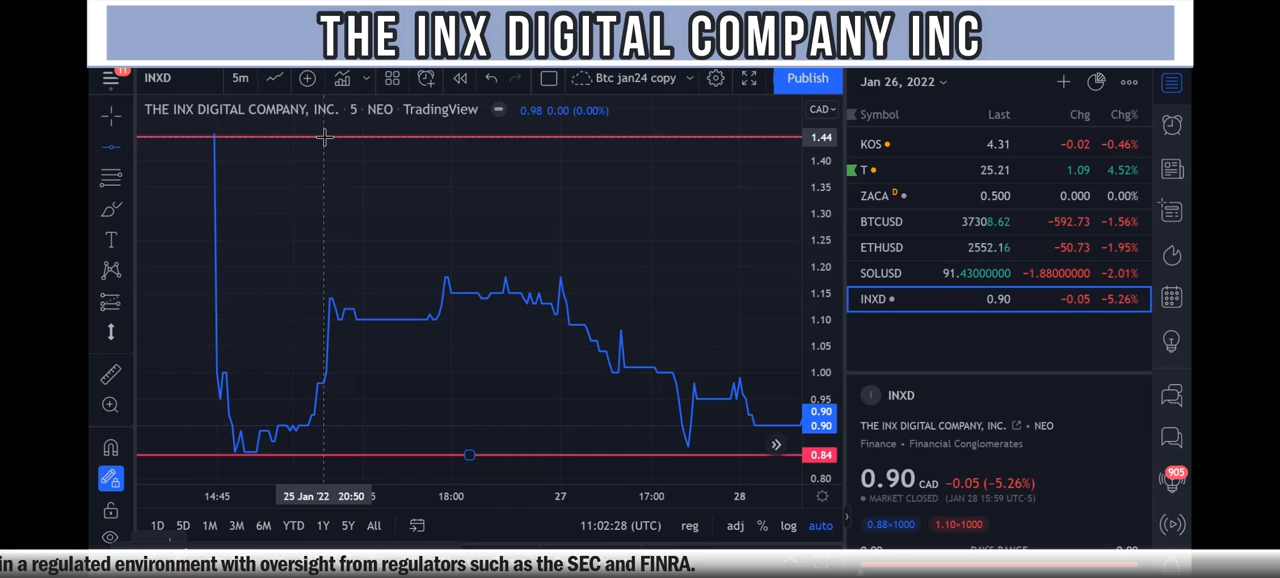 THE INX DIGITAL COMPANY INC
11
INXD
5m
Btc jan24 copy
Publish
THE INX DIGITAL COMPANY, INC. · 5 · NEO · TradingView
0.98 0.00 (0.00%)
CAD
1.44
1.40
1.35
1.30
1.25
1.20
1.15
1.10
1.05
1.00
0.95
0.90
0.90
0.84
0.80
14:45
25 Jan '22 20:50
18:00
27
17:00
28
1D 5D 1M 3M 6M YTD 1Y 5Y All
11:02:28 (UTC)
reg
adj % log auto
Jan 26, 2022
Symbol Last Chg Chg%
KOS 4.31 −0.02 −0.46%
T 25.21 1.09 4.52%
ZACA D 0.500 0.000 0.00%
BTCUSD 37308.62 −592.73 −1.56%
ETHUSD 2552.16 −50.73 −1.95%
SOLUSD 91.43000000 −1.88000000 −2.01%
INXD 0.90 −0.05 −5.26%
I INXD
THE INX DIGITAL COMPANY, INC. • NEO
Finance • Financial Conglomerates
0.90 CAD −0.05 (−5.26%)
MARKET CLOSED (JAN 28 15:59 UTC-5)
0.88×1000 1.10×1000
905
in a regulated environment with oversight from regulators such as the SEC and FINRA.